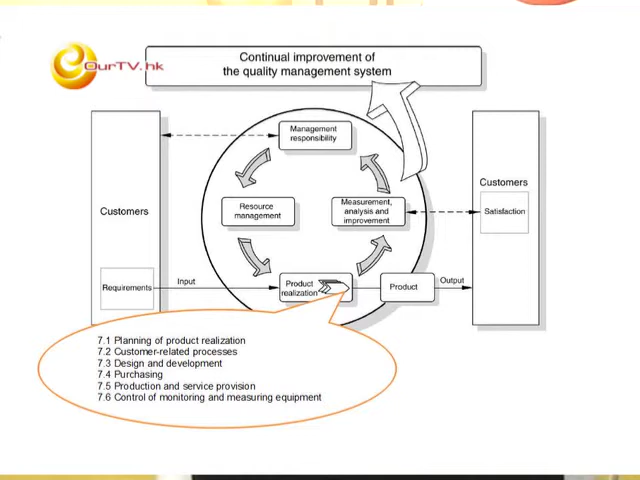 Continual improvement of
the quality management system
eOurTV.hk
Management
responsibility
Customers
Resource
management
Measurement,
analysis and
improvement
Customers
Satisfaction
Requirements
Input
Product
realization
Product
Output
7.1 Planning of product realization
7.2 Customer-related processes
7.3 Design and development
7.4 Purchasing
7.5 Production and service provision
7.6 Control of monitoring and measuring equipment